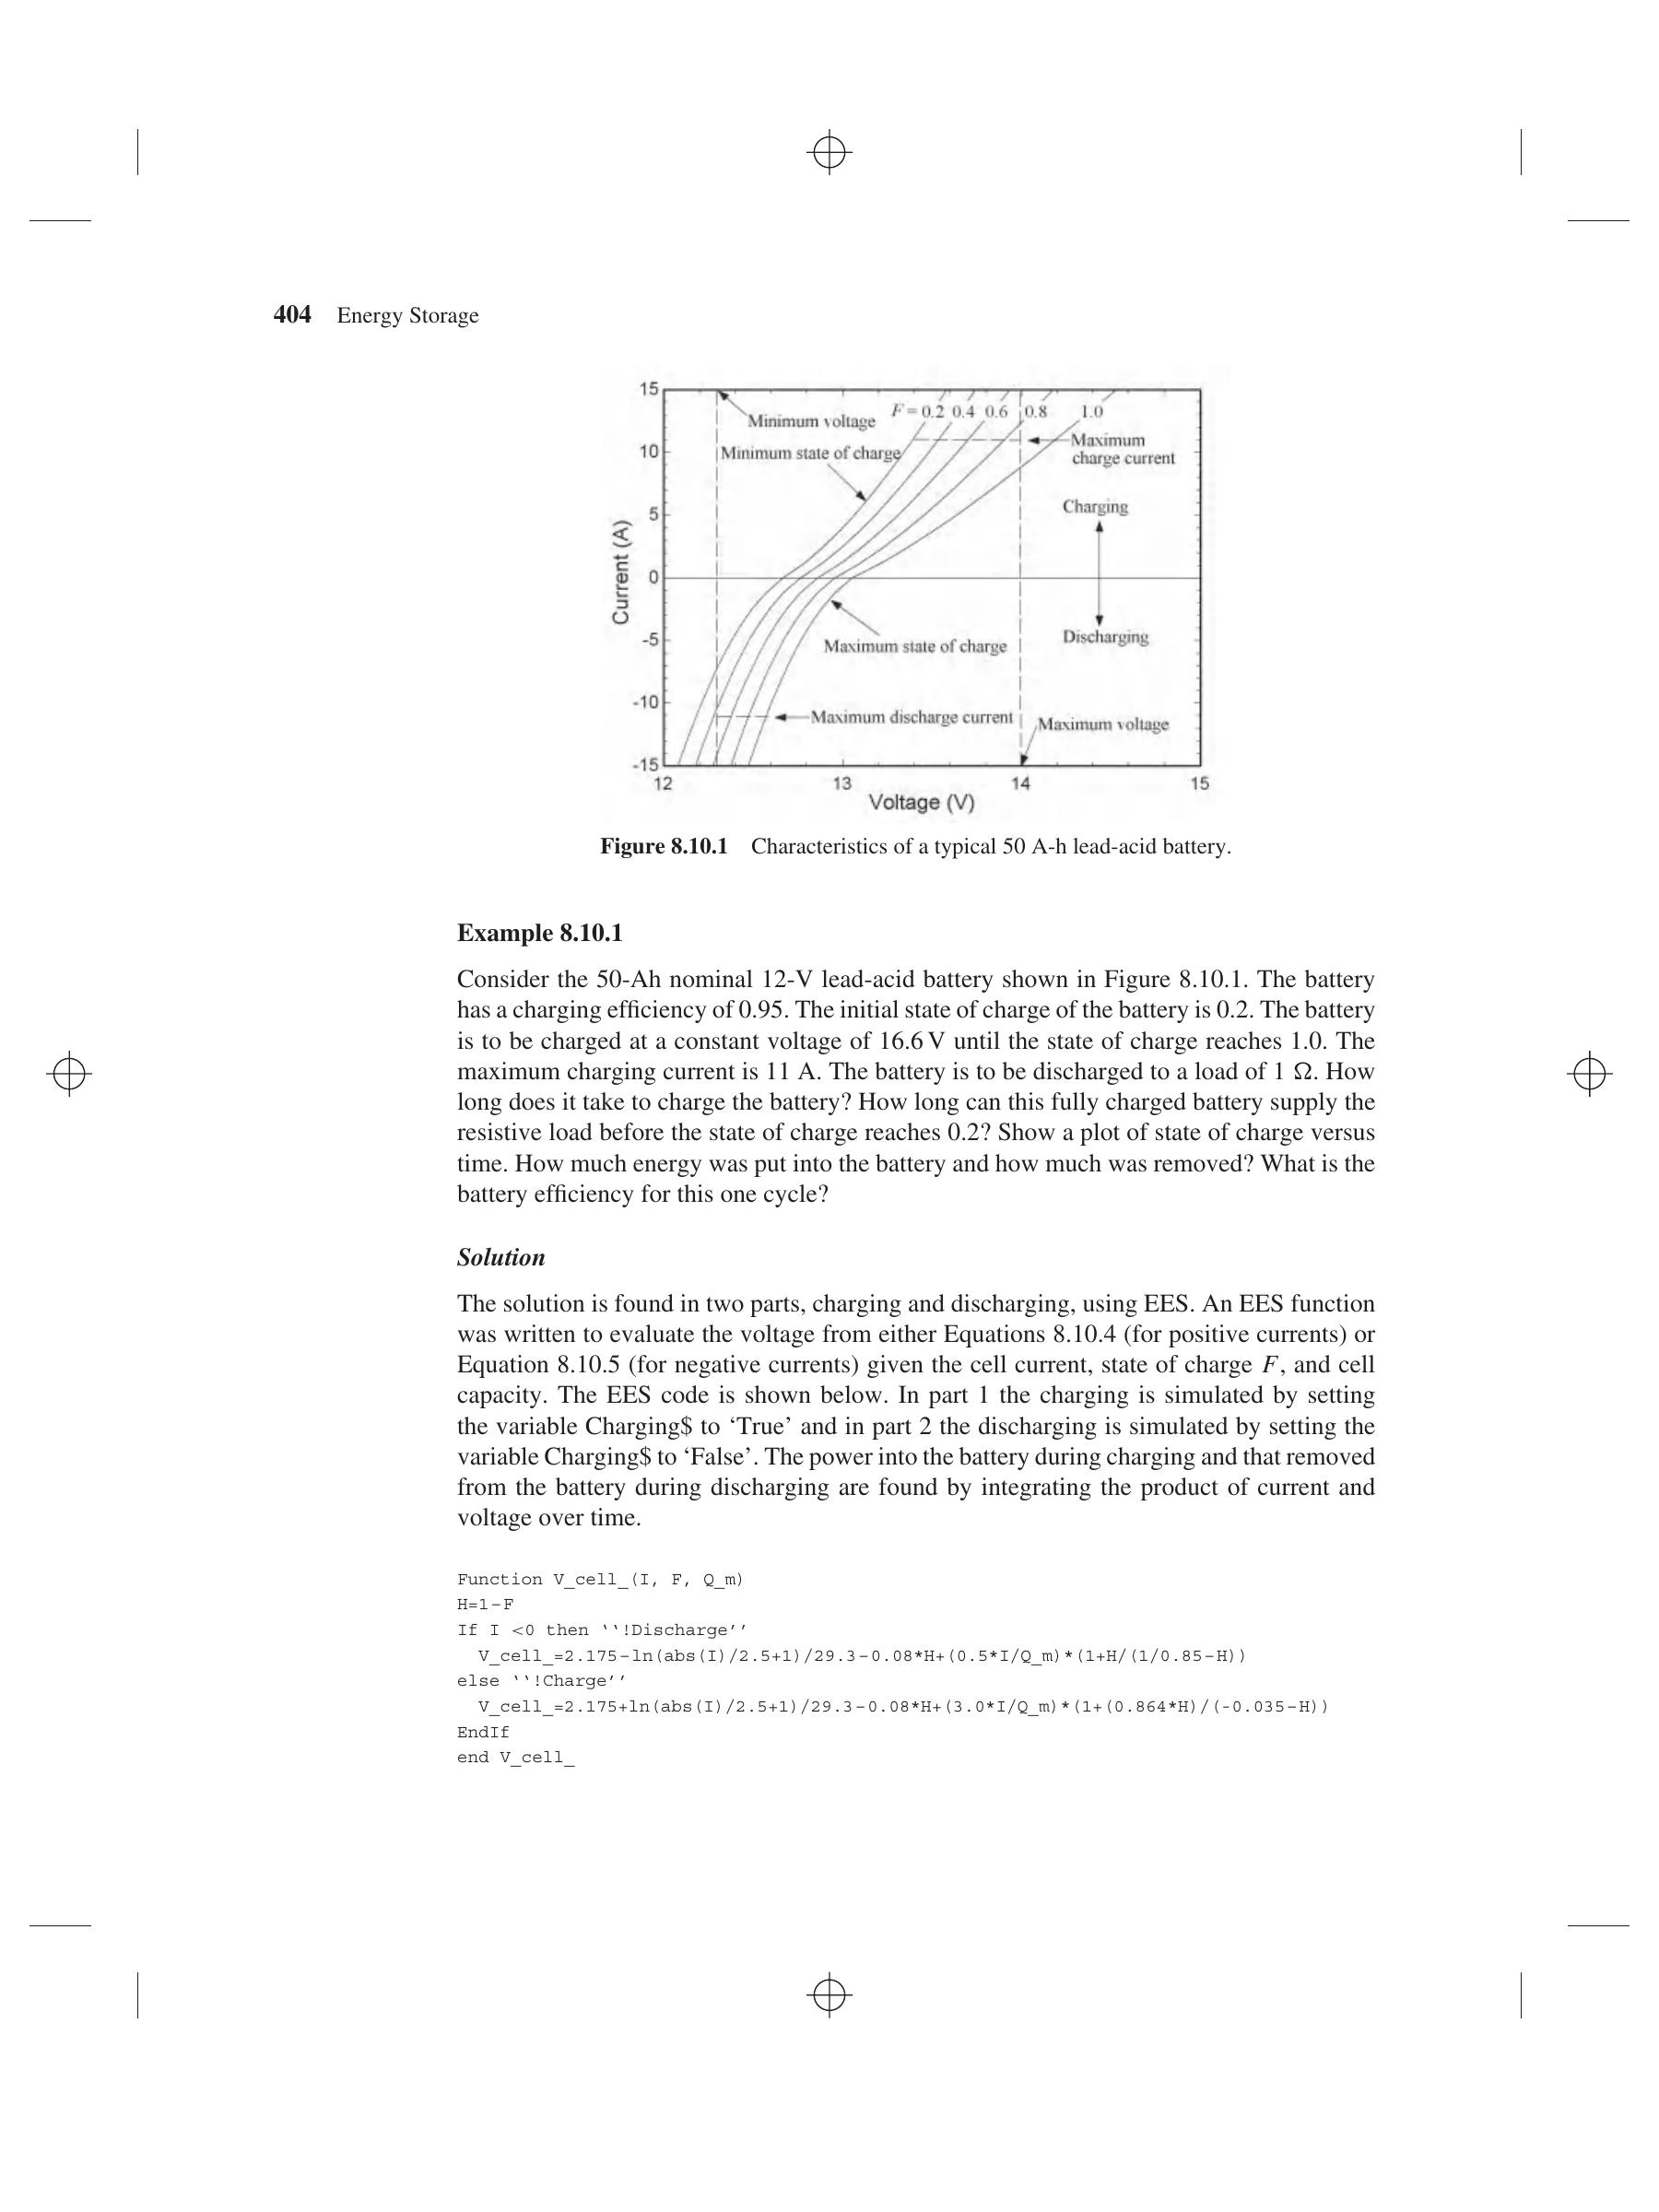 404 Energy Storage
15
10
5
0
-5
-10
-15
Current (A)
Minimum voltage
F = 0.2 0.4 0.6 0.8 1.0
Minimum state of charge
Maximum
charge current
Charging
Maximum state of charge
Discharging
Maximum discharge current
Maximum voltage
12 13 14 15
Voltage (V)
Figure 8.10.1 Characteristics of a typical 50 A-h lead-acid battery.
Example 8.10.1
Consider the 50-Ah nominal 12-V lead-acid battery shown in Figure 8.10.1. The battery
has a charging efficiency of 0.95. The initial state of charge of the battery is 0.2. The battery
is to be charged at a constant voltage of 16.6 V until the state of charge reaches 1.0. The
maximum charging current is 11 A. The battery is to be discharged to a load of 1 Ω. How
long does it take to charge the battery? How long can this fully charged battery supply the
resistive load before the state of charge reaches 0.2? Show a plot of state of charge versus
time. How much energy was put into the battery and how much was removed? What is the
battery efficiency for this one cycle?
Solution
The solution is found in two parts, charging and discharging, using EES. An EES function
was written to evaluate the voltage from either Equations 8.10.4 (for positive currents) or
Equation 8.10.5 (for negative currents) given the cell current, state of charge F, and cell
capacity. The EES code is shown below. In part 1 the charging is simulated by setting
the variable Charging$ to ‘True’ and in part 2 the discharging is simulated by setting the
variable Charging$ to ‘False’. The power into the battery during charging and that removed
from the battery during discharging are found by integrating the product of current and
voltage over time.
Function V_cell_(I, F, Q_m)
H=1-F
If I <0 then ‘‘!Discharge’’
V_cell_=2.175-ln(abs(I)/2.5+1)/29.3-0.08*H+(0.5*I/Q_m)*(1+H/(1/0.85-H))
else ‘‘!Charge’’
V_cell_=2.175+ln(abs(I)/2.5+1)/29.3-0.08*H+(3.0*I/Q_m)*(1+(0.864*H)/(-0.035-H))
EndIf
end V_cell_